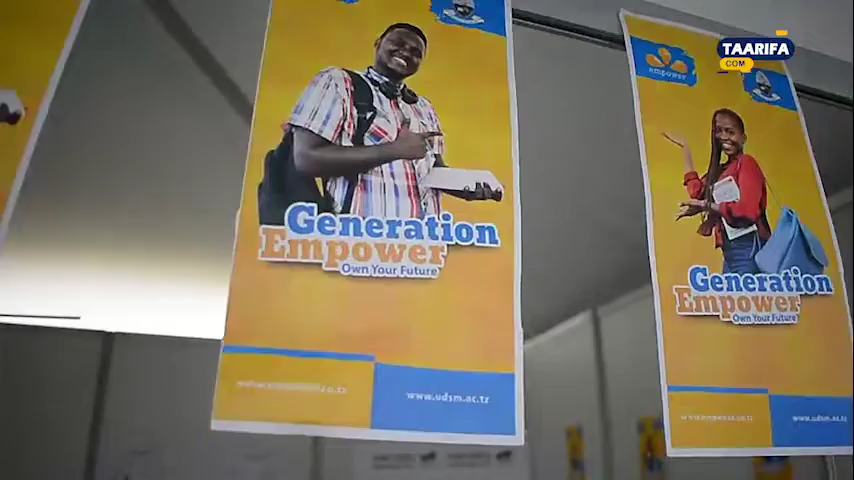 TAARIFA
COM
empower
Generation
Empower
Own Your Future
www.udsm.ac.tz
Generation
Empower
Own Your Future
www.udsm.ac.tz